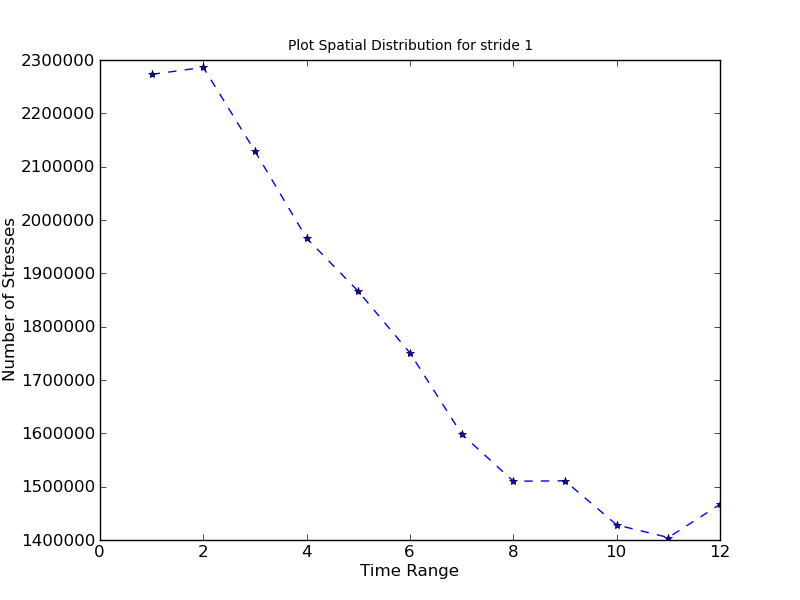 Plot Spatial Distribution for stride 1
2300000
2200000
2100000
2000000
1900000
1800000
1700000
1600000
1500000
1400000
Number of Stresses
0 2 4 6 8 10 12
Time Range